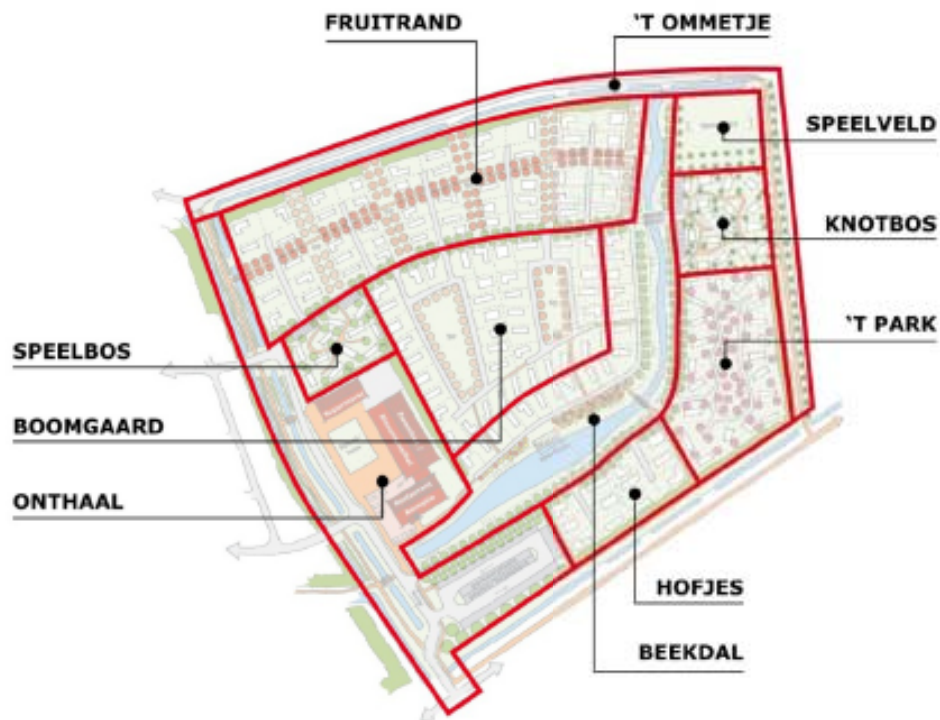 FRUITRAND
'T OMMETJE
SPEELVELD
KNOTBOS
'T PARK
SPEELBOS
BOOMGAARD
ONTHAAL
HOFJES
BEEKDAL